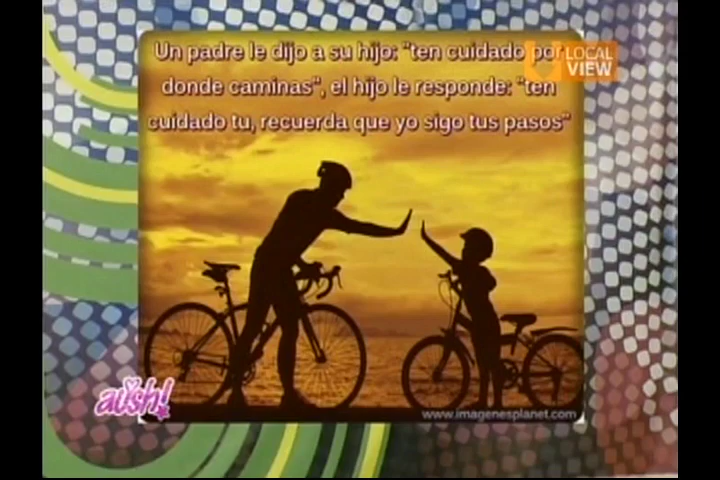 Un padre le dijo a su hijo: "ten cuidado por
donde caminas", el hijo le responde: "ten
cuidado tu, recuerda que yo sigo tus pasos"
LOCAL
VIEW
aush!
www.imagenesplanet.com